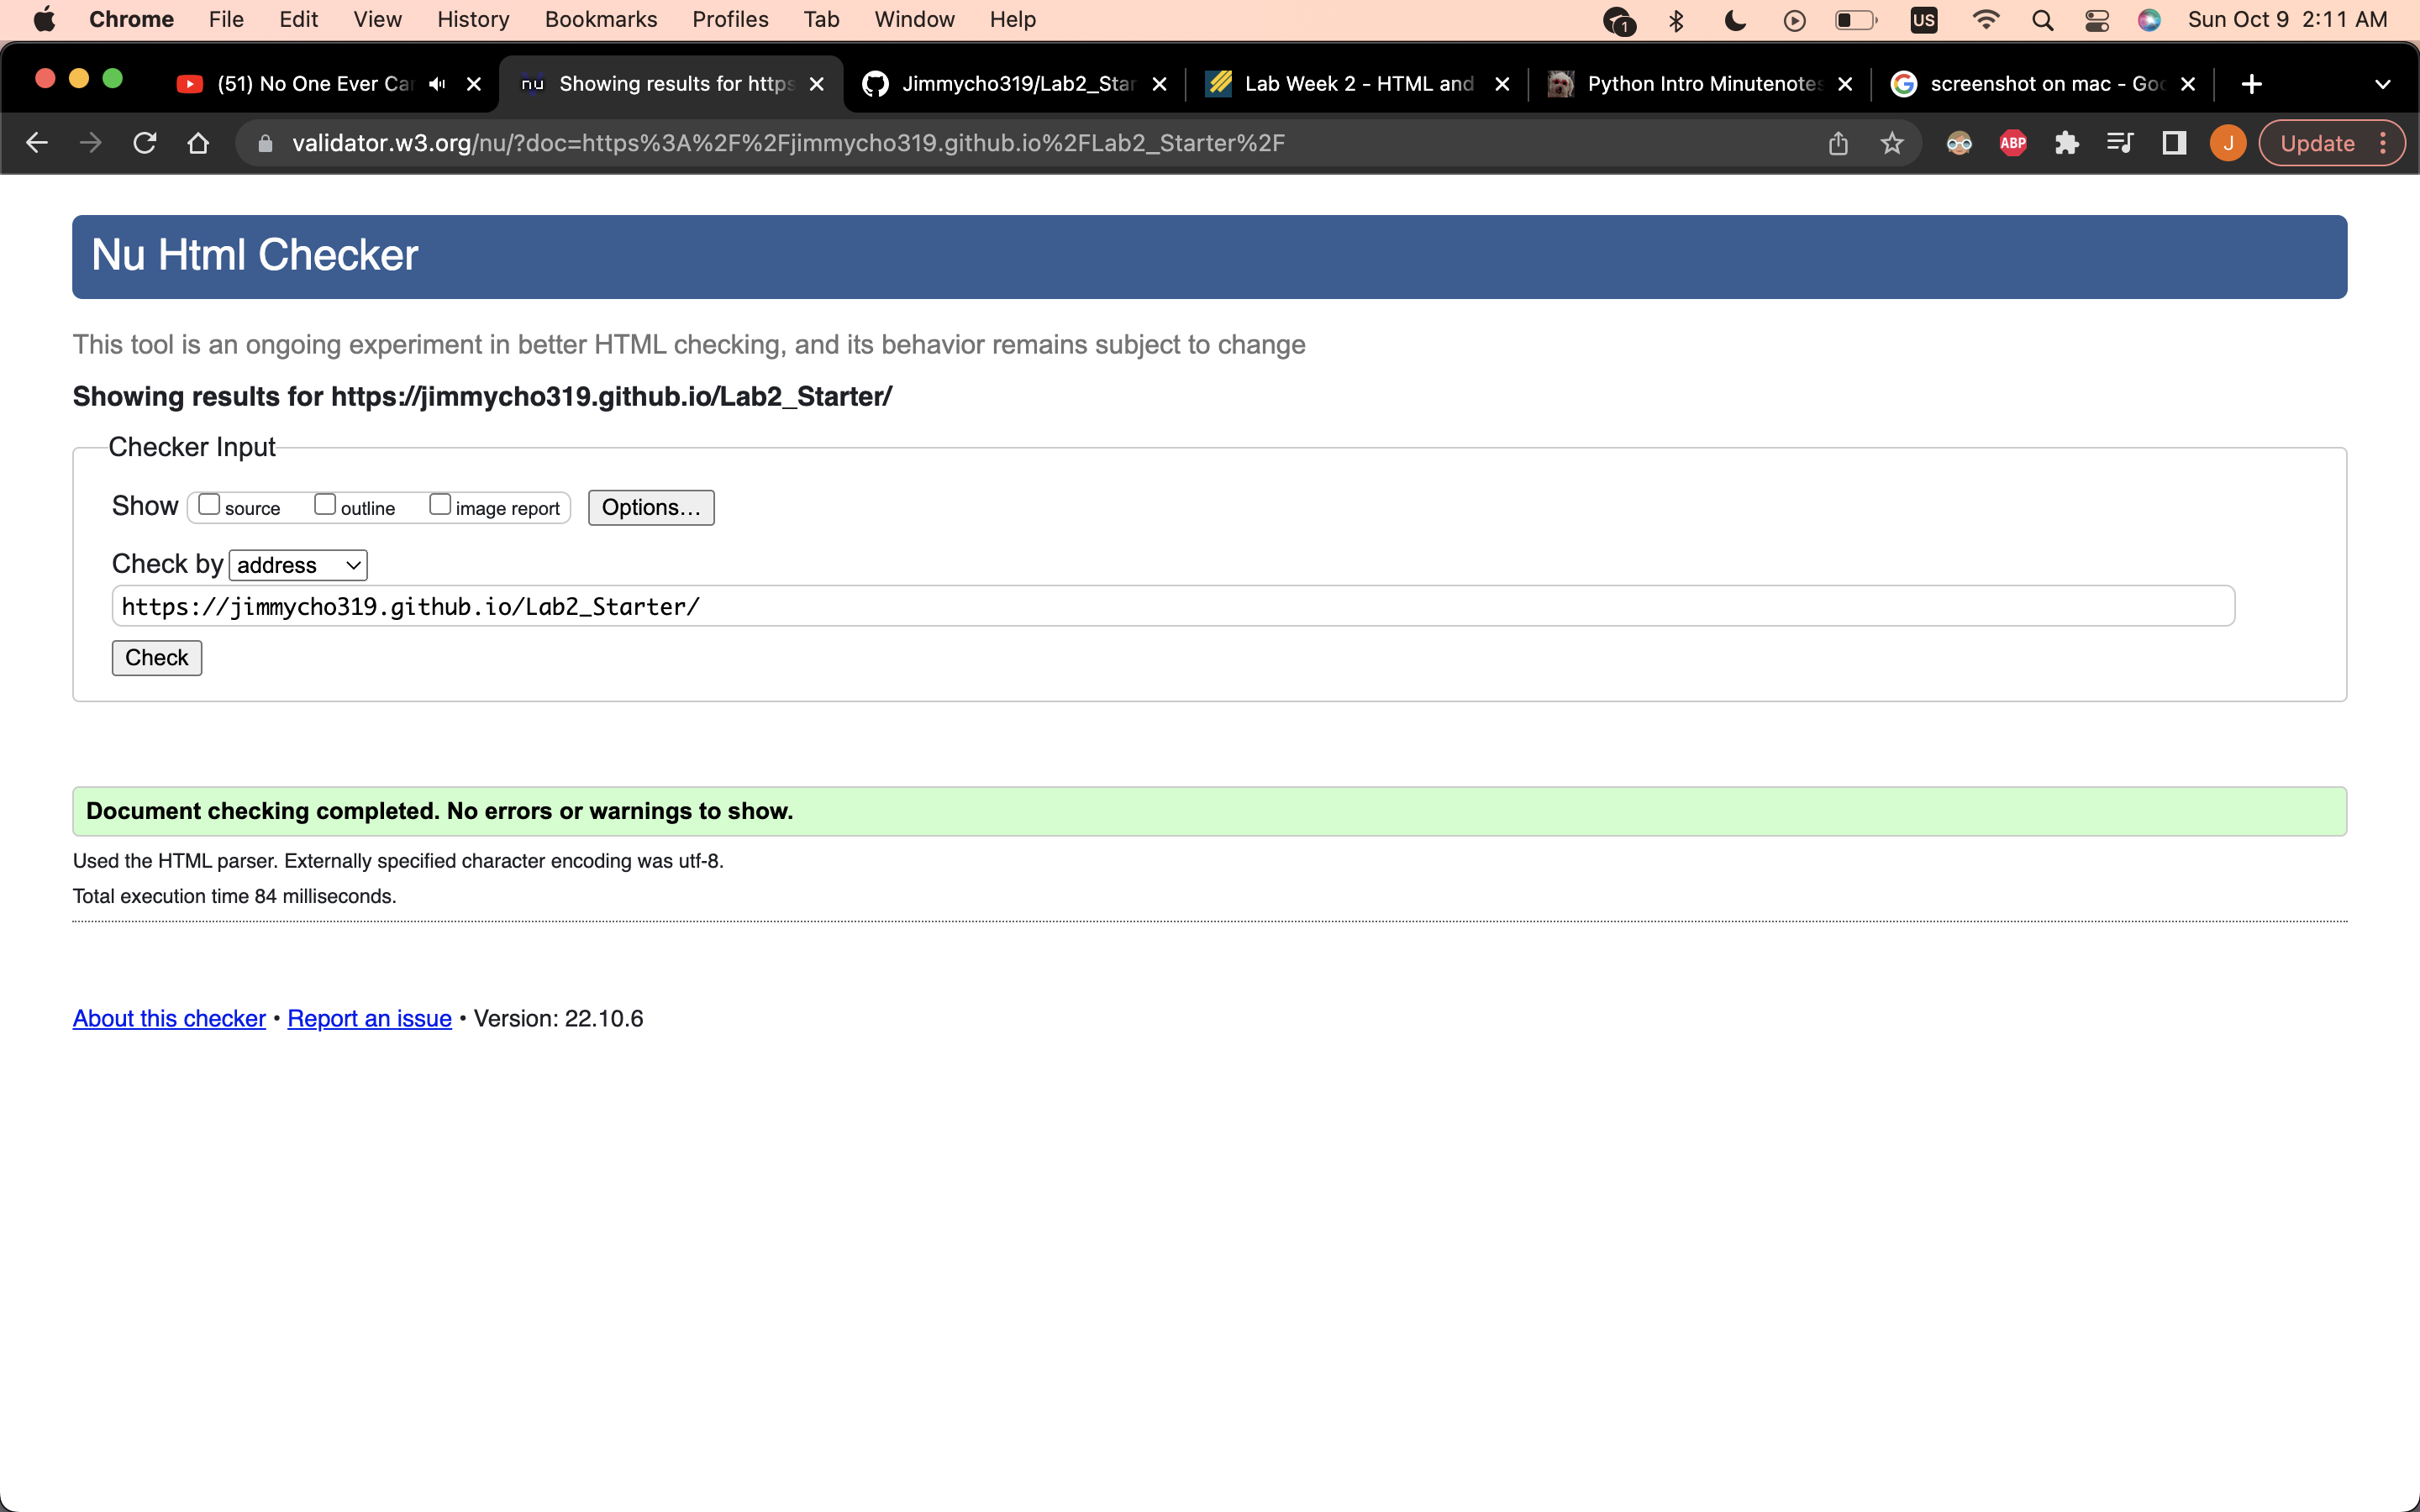 Chrome File Edit View History Bookmarks Profiles Tab Window Help 1 US Sun Oct 9 2:11 AM
(51) No One Ever Car nu Showing results for https Jimmycho319/Lab2_Star Lab Week 2 - HTML and Python Intro Minutenotes screenshot on mac - Goo
validator.w3.org/nu/?doc=https%3A%2F%2Fjimmycho319.github.io%2FLab2_Starter%2F ABP J Update
Nu Html Checker
This tool is an ongoing experiment in better HTML checking, and its behavior remains subject to change
Showing results for https://jimmycho319.github.io/Lab2_Starter/
Checker Input
Show source outline image report Options...
Check by address
https://jimmycho319.github.io/Lab2_Starter/
Check
Document checking completed. No errors or warnings to show.
Used the HTML parser. Externally specified character encoding was utf-8.
Total execution time 84 milliseconds.
About this checker • Report an issue • Version: 22.10.6